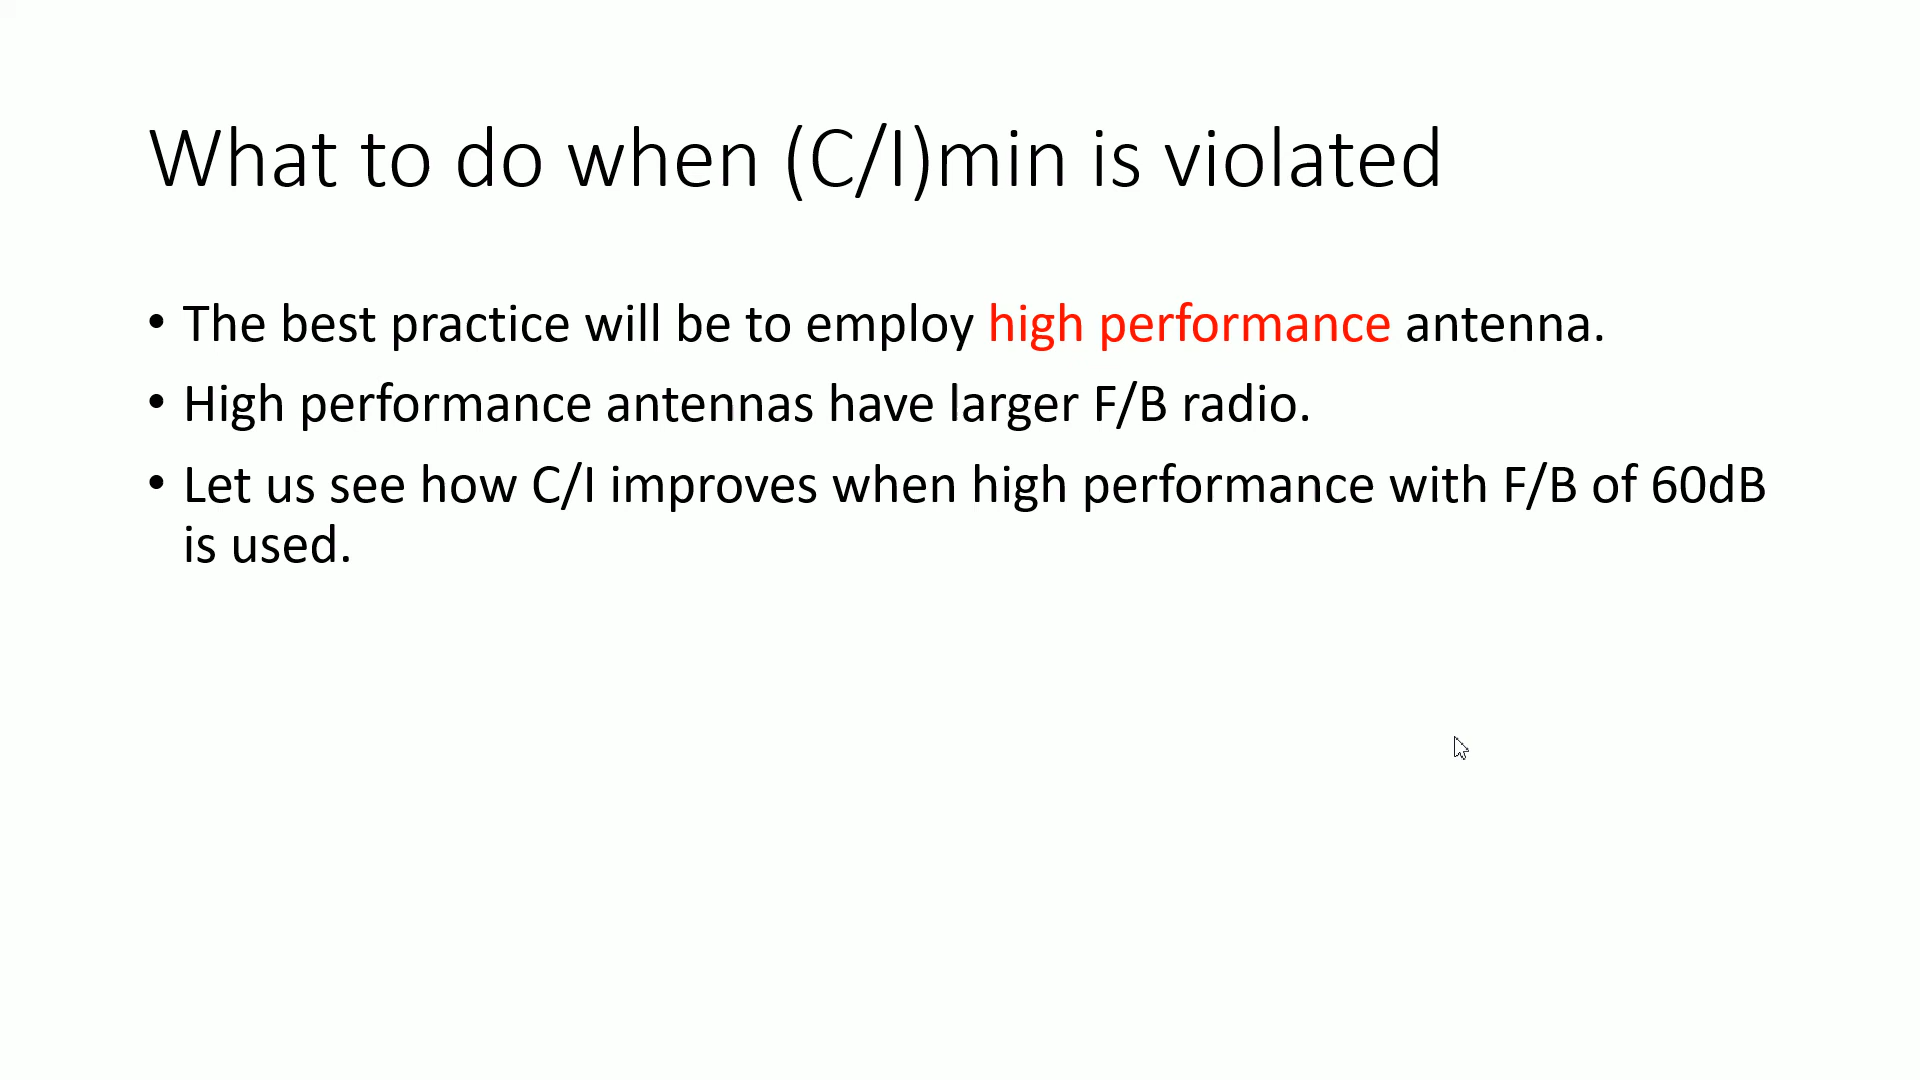 What to do when (C/I)min is violated
• The best practice will be to employ high performance antenna.
• High performance antennas have larger F/B radio.
• Let us see how C/I improves when high performance with F/B of 60dB
is used.